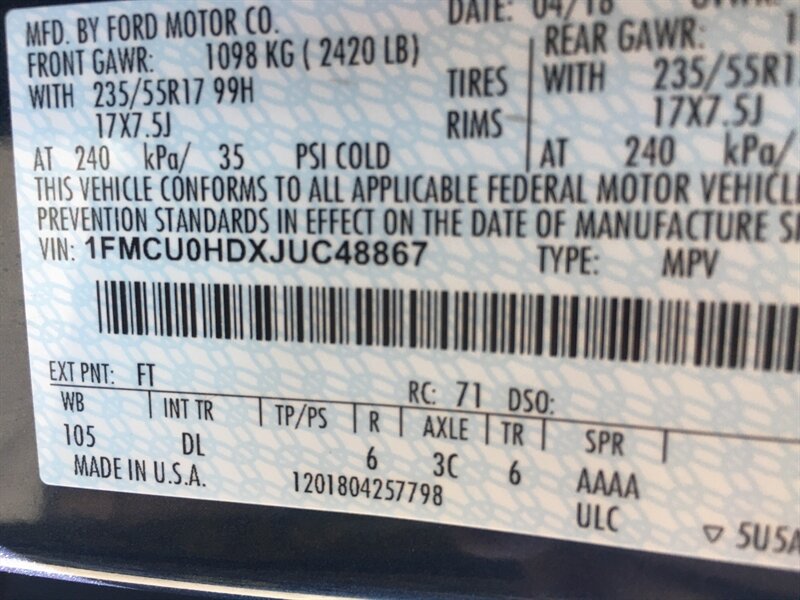 MFD. BY FORD MOTOR CO.
DATE: 04/18
FRONT GAWR: 1098 KG ( 2420 LB)
REAR GAWR: 1
WITH 235/55R17 99H TIRES WITH 235/55R1
17X7.5J RIMS 17X7.5J
AT 240 kPa/ 35 PSI COLD AT 240 kPa/
THIS VEHICLE CONFORMS TO ALL APPLICABLE FEDERAL MOTOR VEHICL
PREVENTION STANDARDS IN EFFECT ON THE DATE OF MANUFACTURE
VIN: 1FMCU0HDXJUC48867 TYPE: MPV
EXT PNT: FT RC: 71 DSO:
WB INT TR TP/PS R AXLE TR SPR
105 DL 6 3C 6 AAAA
MADE IN U.S.A. 1201804257798 ULC
5U5A